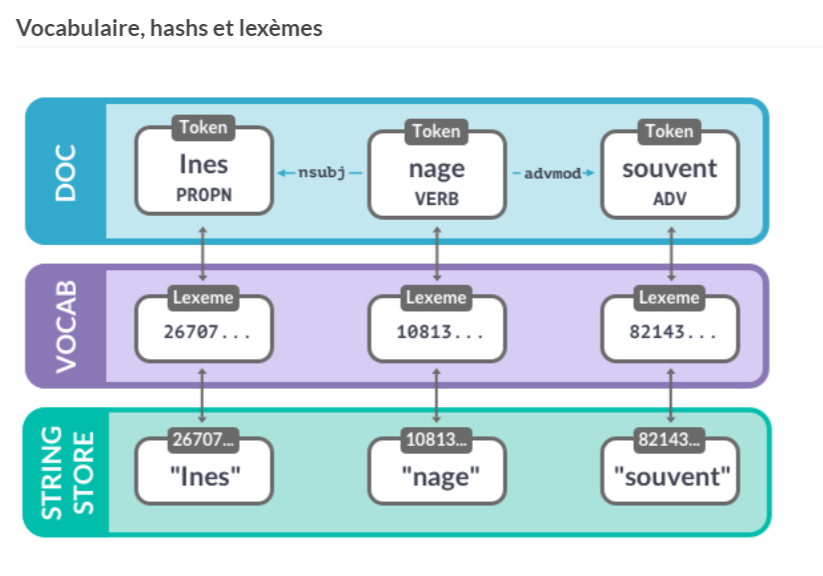 Vocabulaire, hashs et lexèmes
DOC
Token Token Token
Ines nsubj nage advmod souvent
PROPN VERB ADV
VOCAB
Lexeme Lexeme Lexeme
26707... 10813... 82143...
STRING
STORE
26707... 10813... 82143...
"Ines" "nage" "souvent"